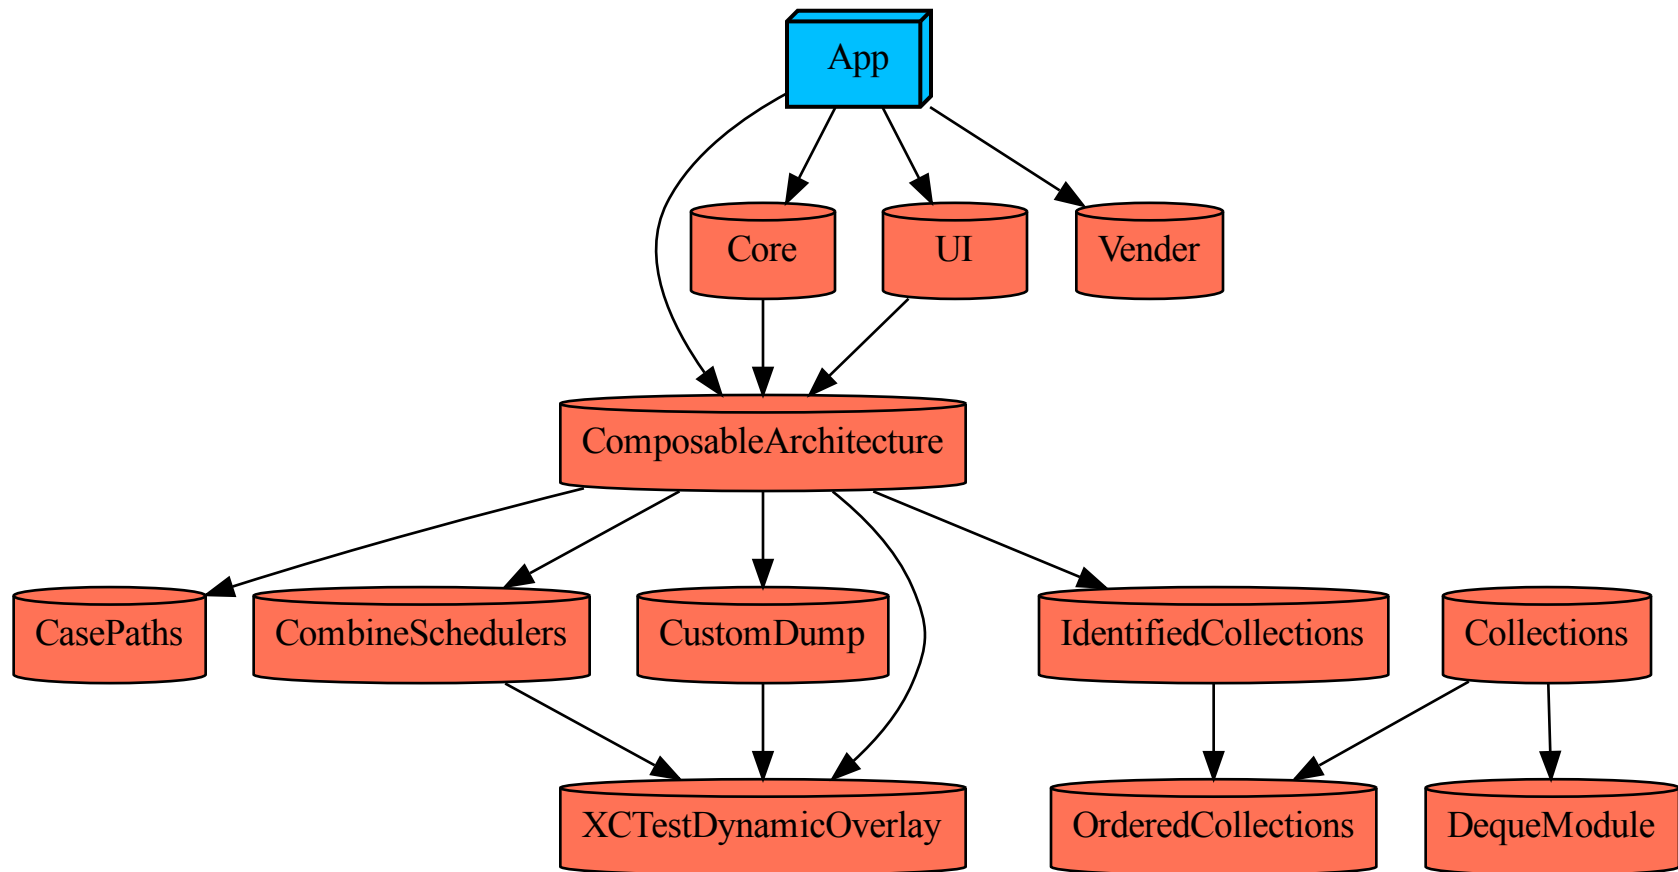 App
Core
UI
Vender
ComposableArchitecture
CasePaths
CombineSchedulers
CustomDump
IdentifiedCollections
Collections
XCTestDynamicOverlay
OrderedCollections
DequeModule